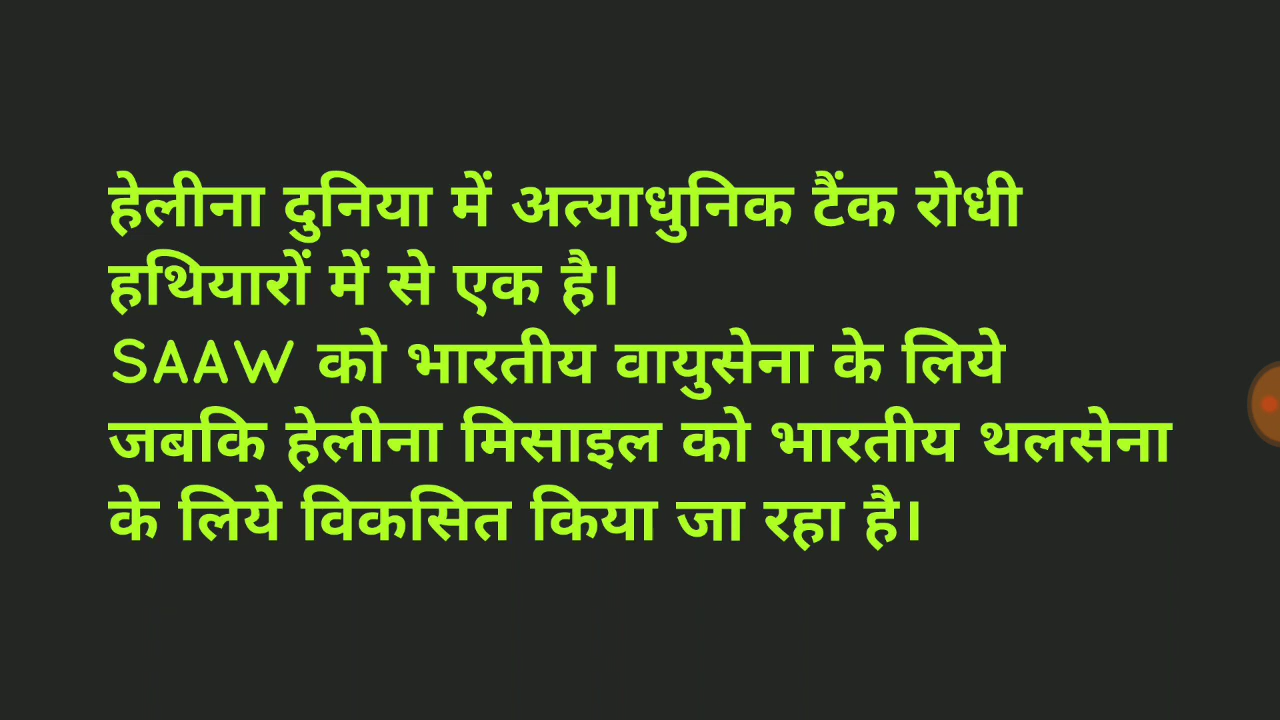 हेलीना दुनिया में अत्याधुनिक टैंक रोधी
हथियारों में से एक है।
SAAW को भारतीय वायुसेना के लिये
जबकि हेलीना मिसाइल को भारतीय थलसेना
के लिये विकसित किया जा रहा है।